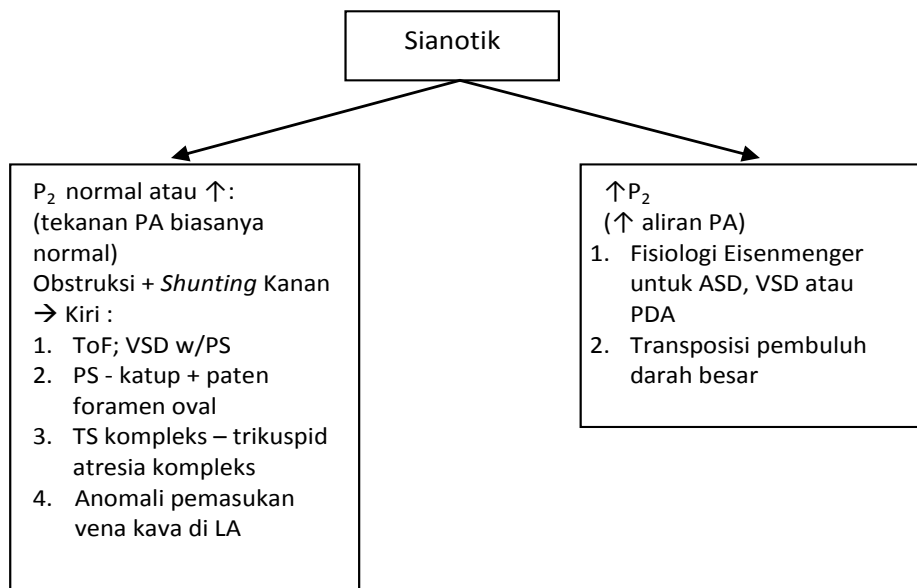 Sianotik
P₂ normal atau ↑:
(tekanan PA biasanya
normal)
Obstruksi + Shunting Kanan
→ Kiri :
1. ToF; VSD w/PS
2. PS - katup + paten
foramen oval
3. TS kompleks – trikuspid
atresia kompleks
4. Anomali pemasukan
vena kava di LA
↑P₂
(↑ aliran PA)
1. Fisiologi Eisenmenger
untuk ASD, VSD atau
PDA
2. Transposisi pembuluh
darah besar